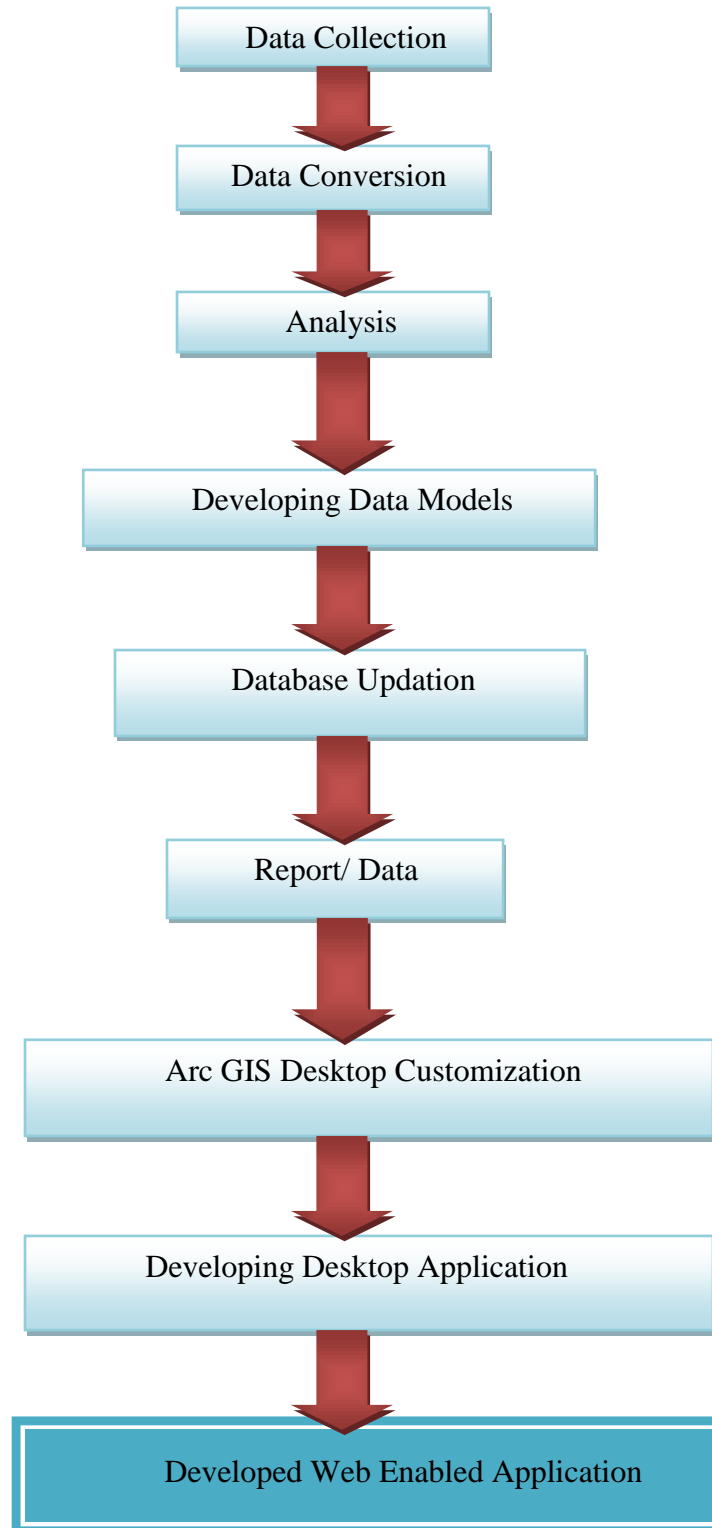 Data Collection
Data Conversion
Analysis
Developing Data Models
Database Updation
Report/ Data
Arc GIS Desktop Customization
Developing Desktop Application
Developed Web Enabled Application